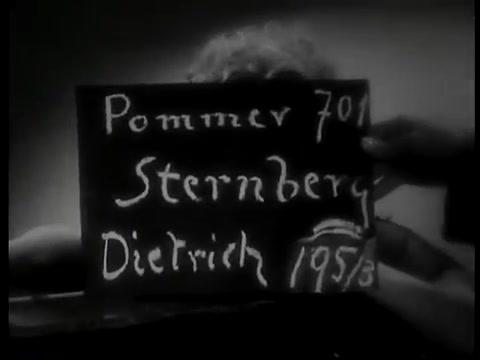 Pommer 701
Sternberg
Dietrich 195/3